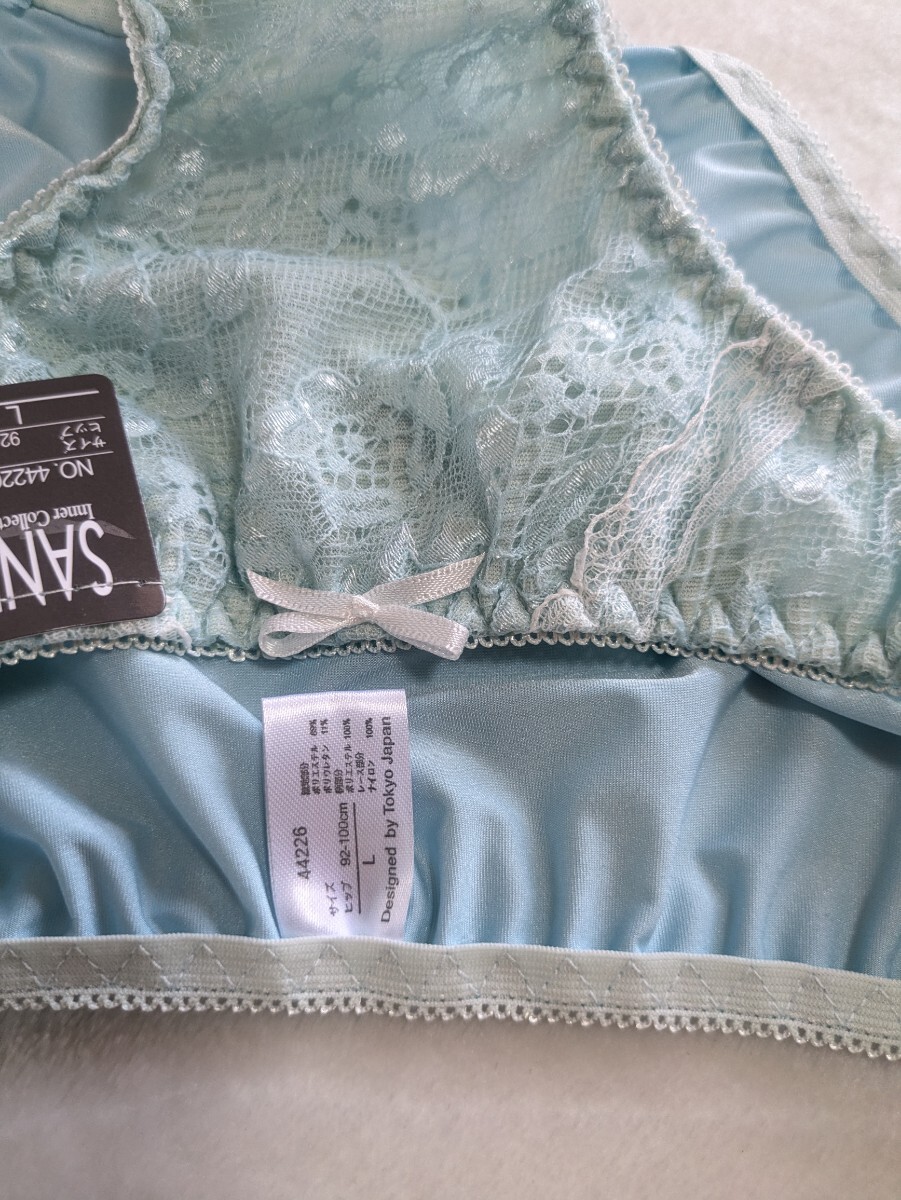 SANI
Inner Collect
NO.4422
サイズ
ヒップ
92
L
44226
サイズ
ヒップ 92-100cm
L
ポリエステル 89%
ポリウレタン 11%
ポリエステル 100%
レース部分
ナイロン 100%
Designed by Tokyo Japan